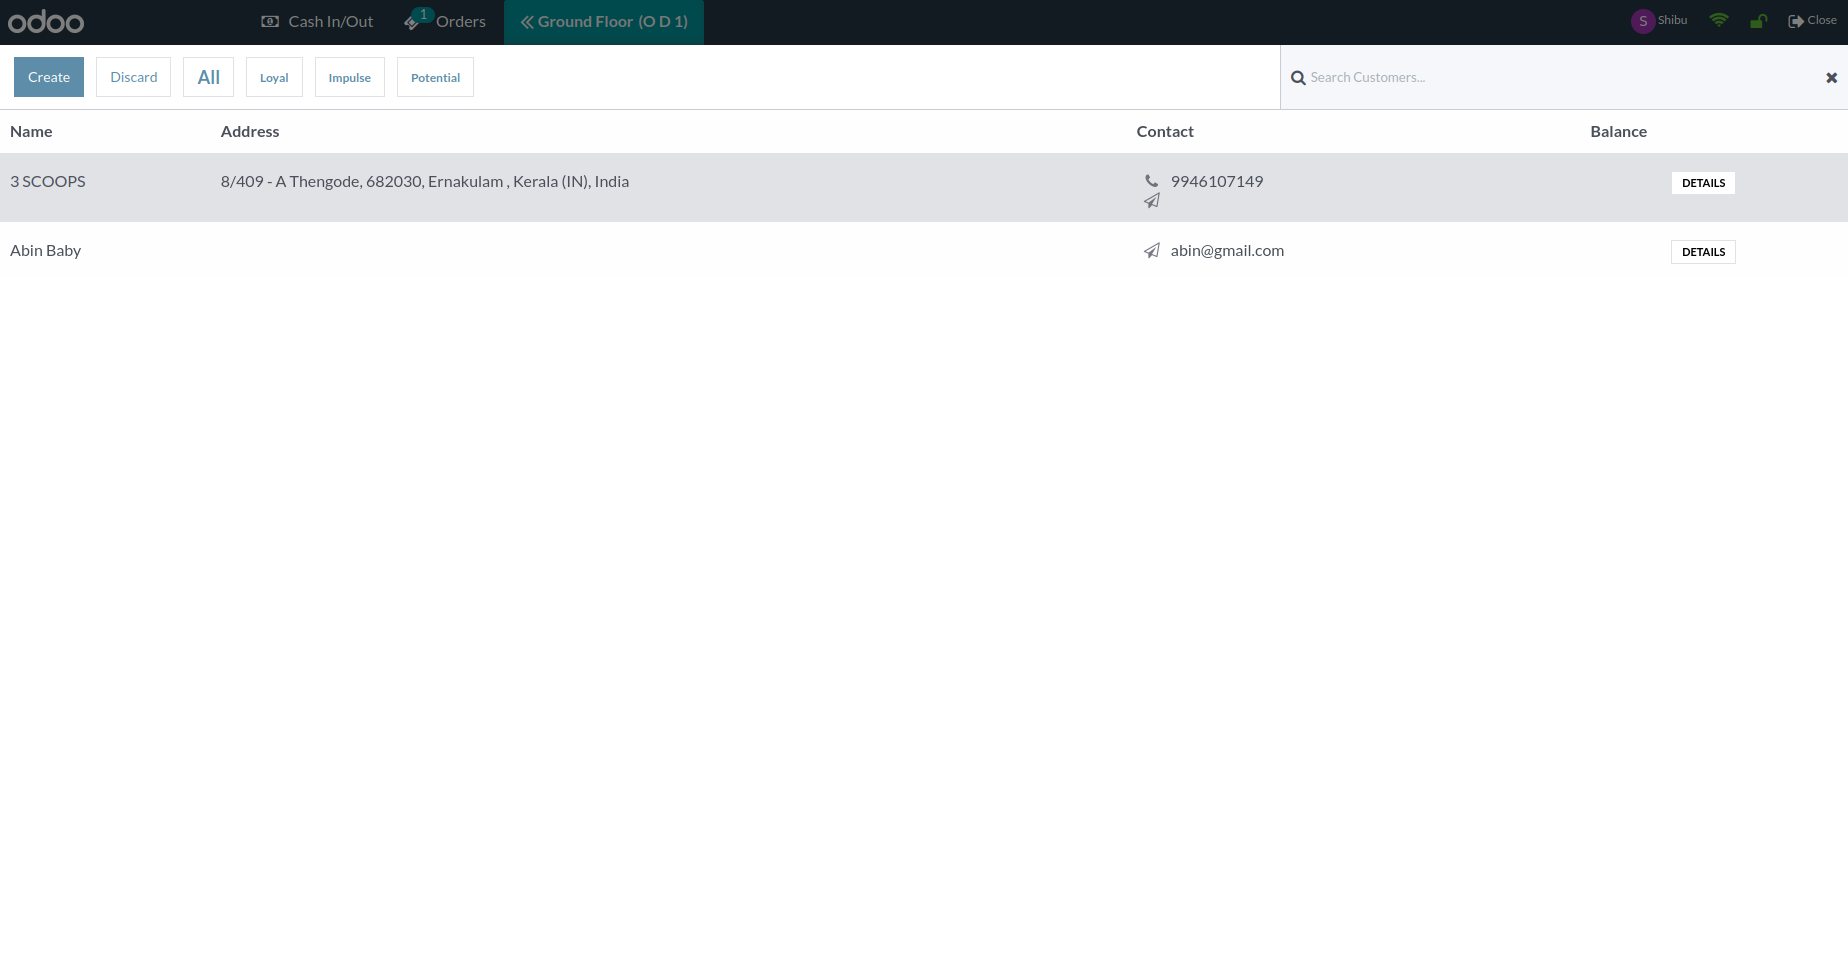 odoo Cash In/Out 1 Orders Ground Floor (O D 1) S Shibu Close
Create Discard All Loyal Impulse Potential Search Customers...
Name Address Contact Balance
3 SCOOPS 8/409 - A Thengode, 682030, Ernakulam , Kerala (IN), India 9946107149 DETAILS
Abin Baby abin@gmail.com DETAILS